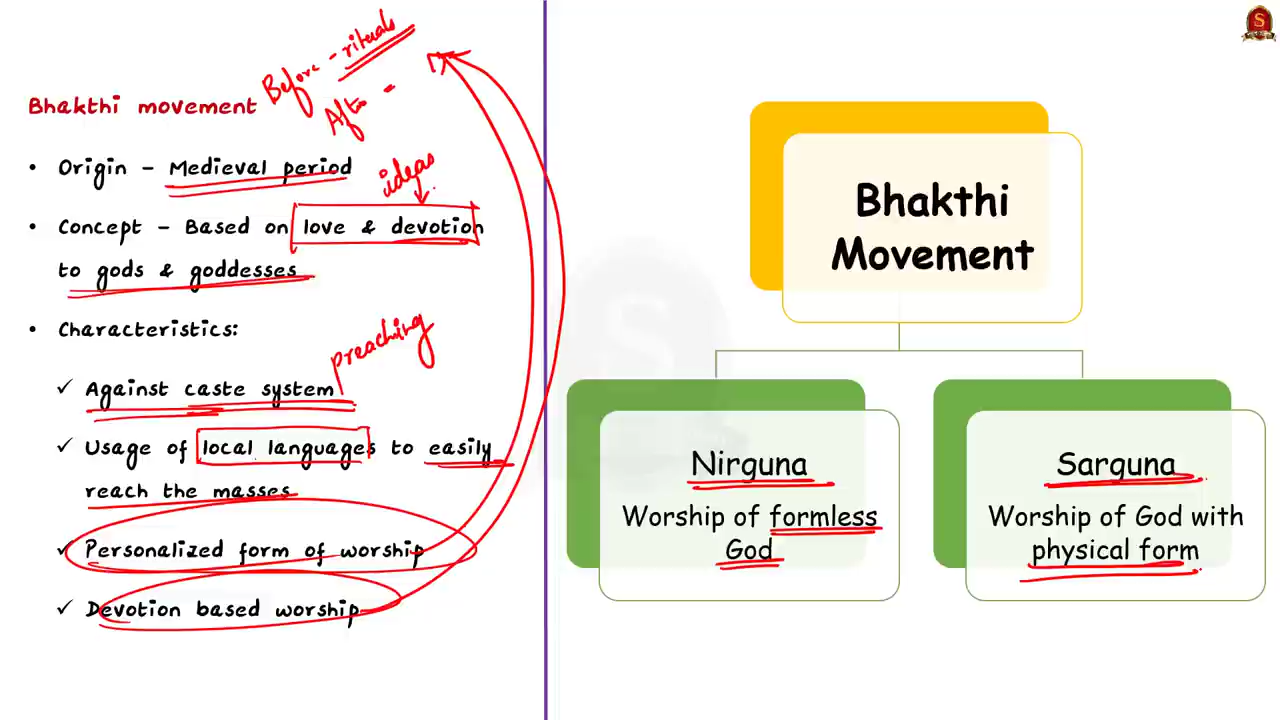 Before - rituals
After -
Bhakthi movement
• Origin - Medieval period
ideas
• Concept - Based on love & devotion
to gods & goddesses
• Characteristics:
preaching
✓ Against caste system
✓ Usage of local languages to easily
reach the masses
✓ Personalized form of worship
✓ Devotion based worship
Bhakthi
Movement
Nirguna
Worship of formless
God
Sarguna
Worship of God with
physical form
S
S